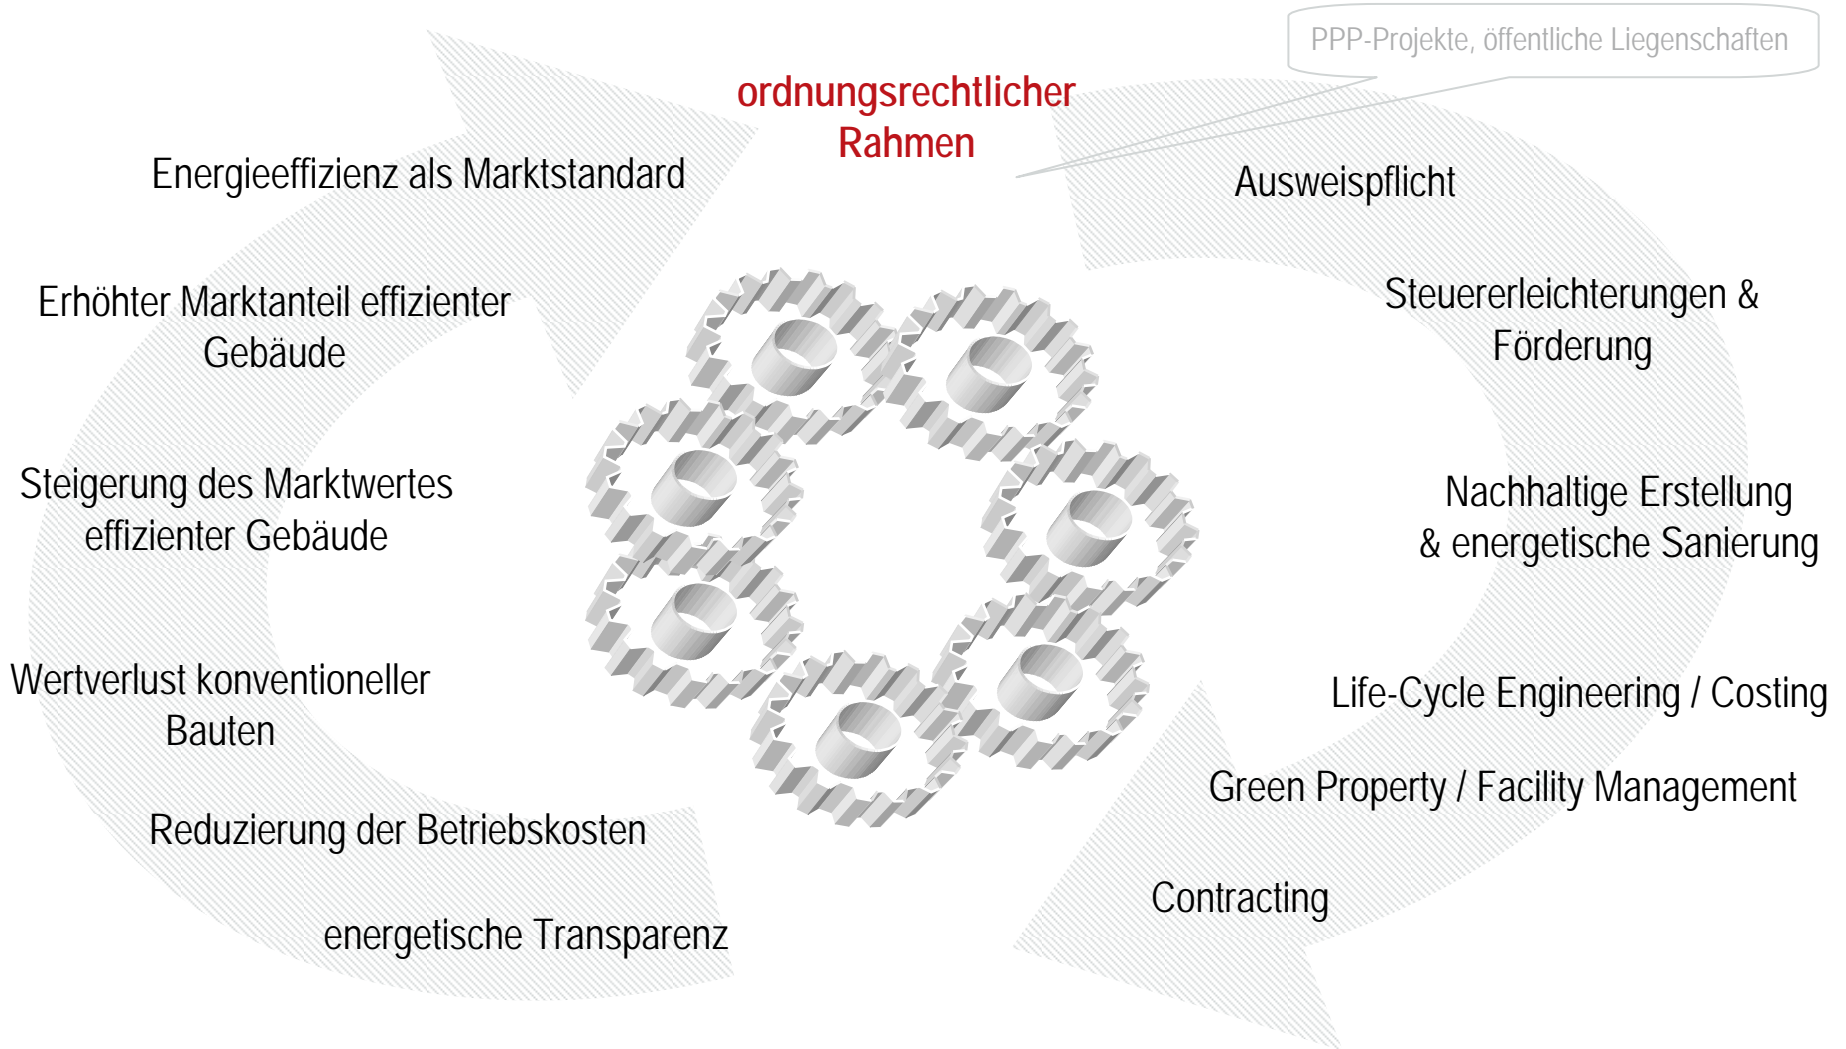 PPP-Projekte, öffentliche Liegenschaften
ordnungsrechtlicher
Rahmen
Ausweispflicht
Steuererleichterungen &
Förderung
Nachhaltige Erstellung
& energetische Sanierung
Life-Cycle Engineering / Costing
Green Property / Facility Management
Contracting
energetische Transparenz
Reduzierung der Betriebskosten
Wertverlust konventioneller
Bauten
Steigerung des Marktwertes
effizienter Gebäude
Erhöhter Marktanteil effizienter
Gebäude
Energieeffizienz als Marktstandard